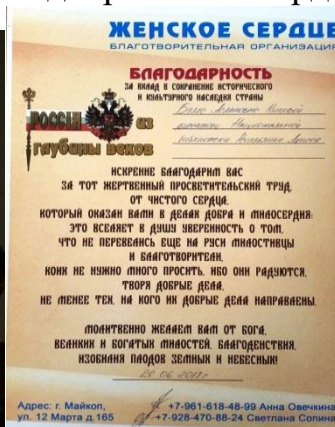 ЖЕНСКОЕ СЕРДЦЕ
БЛАГОТВОРИТЕЛЬНАЯ ОРГАНИЗАЦИЯ
БЛАГОДАРНОСТЬ
ЗА ВКЛАД В СОХРАНЕНИЕ ИСТОРИЧЕСКОГО
И КУЛЬТУРНОГО НАСЛЕДИЯ СТРАНЫ
РОССИЯ из
глубины веков
ИСКРЕННЕ БЛАГОДАРИМ ВАС
ЗА ТОТ ЖЕРТВЕННЫЙ ПРОСВЕТИТЕЛЬСКИЙ ТРУД
ОТ ЧИСТОГО СЕРДЦА,
КОТОРЫЙ ОКАЗАН ВАМИ В ДЕЛАХ ДОБРА И МИЛОСЕРДИЯ:
ЭТО ВСЕЛЯЕТ В ДУШУ УВЕРЕННОСТЬ О ТОМ,
ЧТО НЕ ПЕРЕВЕЛИСЬ ЕЩЕ НА РУСИ МИЛОСТИВЦЫ
И БЛАГОТВОРИТЕЛИ,
КОИХ НЕ НУЖНО МНОГО ПРОСИТЬ, ИБО ОНИ РАДУЮТСЯ,
ТВОРЯ ДОБРЫЕ ДЕЛА,
НЕ МЕНЕЕ ТЕХ, НА КОГО ИХ ДОБРЫЕ ДЕЛА НАПРАВЛЕНЫ.
МОЛИТВЕННО ЖЕЛАЕМ ВАМ ОТ БОГА,
ВЕЛИКИХ И БОГАТЫХ МИЛОСТЕЙ, БЛАГОДЕНСТВИЯ,
ИЗОБИЛИЯ ПЛОДОВ ЗЕМНЫХ И НЕБЕСНЫХ!
20.06.2017г
Адрес: г. Майкоп, +7-961-618-48-99 Анна Овечкина
ул. 12 Марта д.165 +7-928-470-88-24 Светлана Сопина